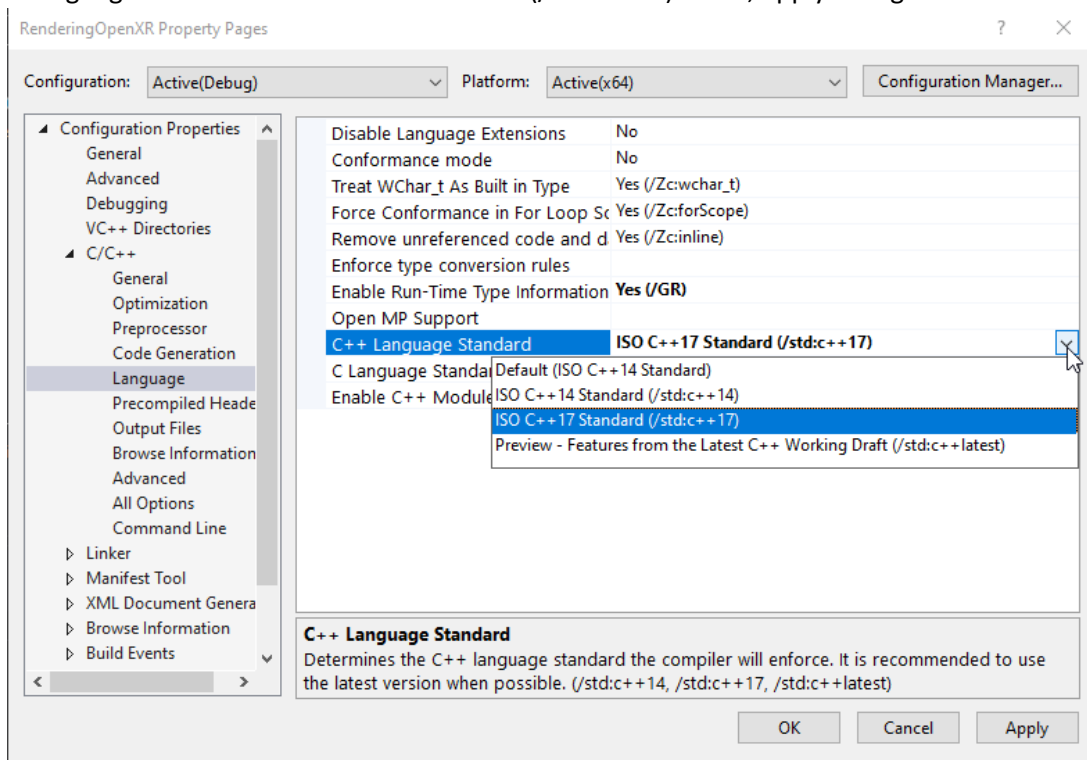 RenderingOpenXR Property Pages
?
Configuration: Active(Debug) Platform: Active(x64) Configuration Manager...
Configuration Properties
General
Advanced
Debugging
VC++ Directories
C/C++
General
Optimization
Preprocessor
Code Generation
Language
Precompiled Heade
Output Files
Browse Information
Advanced
All Options
Command Line
Linker
Manifest Tool
XML Document Genera
Browse Information
Build Events
Disable Language Extensions No
Conformance mode No
Treat WChar_t As Built in Type Yes (/Zc:wchar_t)
Force Conformance in For Loop Sc Yes (/Zc:forScope)
Remove unreferenced code and d Yes (/Zc:inline)
Enforce type conversion rules
Enable Run-Time Type Information Yes (/GR)
Open MP Support
C++ Language Standard ISO C++17 Standard (/std:c++17)
C Language Standar
Enable C++ Module
Default (ISO C++14 Standard)
ISO C++14 Standard (/std:c++14)
ISO C++17 Standard (/std:c++17)
Preview - Features from the Latest C++ Working Draft (/std:c++latest)
C++ Language Standard
Determines the C++ language standard the compiler will enforce. It is recommended to use
the latest version when possible. (/std:c++14, /std:c++17, /std:c++latest)
OK Cancel Apply